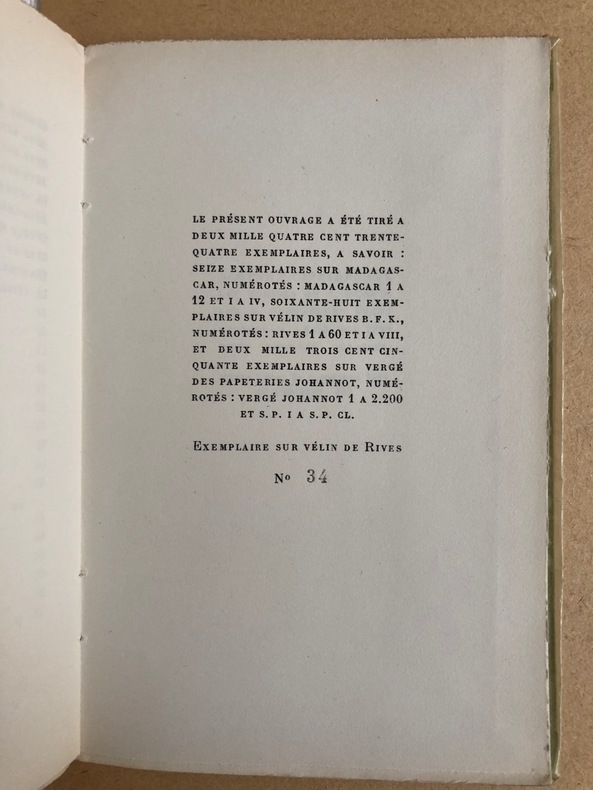 LE PRÉSENT OUVRAGE A ÉTÉ TIRÉ A
DEUX MILLE QUATRE CENT TRENTE-
QUATRE EXEMPLAIRES, A SAVOIR :
SEIZE EXEMPLAIRES SUR MADAGAS-
CAR, NUMÉROTÉS : MADAGASCAR 1 A
12 ET I A IV, SOIXANTE-HUIT EXEM-
PLAIRES SUR VÉLIN DE RIVES B.F.K.,
NUMÉROTÉS : RIVES 1 A 60 ET I A VIII,
ET DEUX MILLE TROIS CENT CIN-
QUANTE EXEMPLAIRES SUR VERGÉ
DES PAPETERIES JOHANNOT, NUMÉ-
ROTÉS : VERGÉ JOHANNOT 1 A 2.200
ET S.P. I A S.P. CL.
EXEMPLAIRE SUR VÉLIN DE RIVES
Nº 34